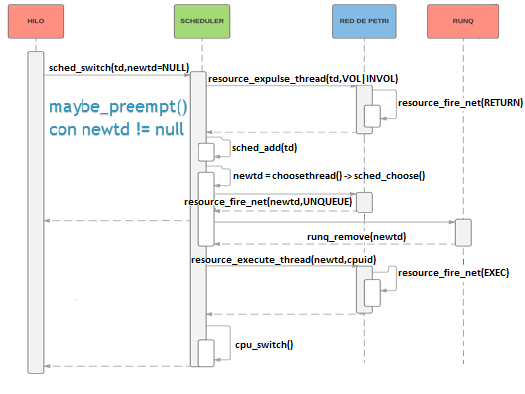 HILO
SCHEDULER
RED DE PETRI
RUNQ
sched_switch(td,newtd=NULL)
resource_expulse_thread(td,VOL|INVOL)
maybe_preempt()
con newtd != null
resource_fire_net(RETURN)
sched_add(td)
newtd = choosethread() -> sched_choose()
resource_fire_net(newtd,UNQUEUE)
runq_remove(newtd)
resource_execute_thread(newtd,cpuid)
resource_fire_net(EXEC)
cpu_switch()